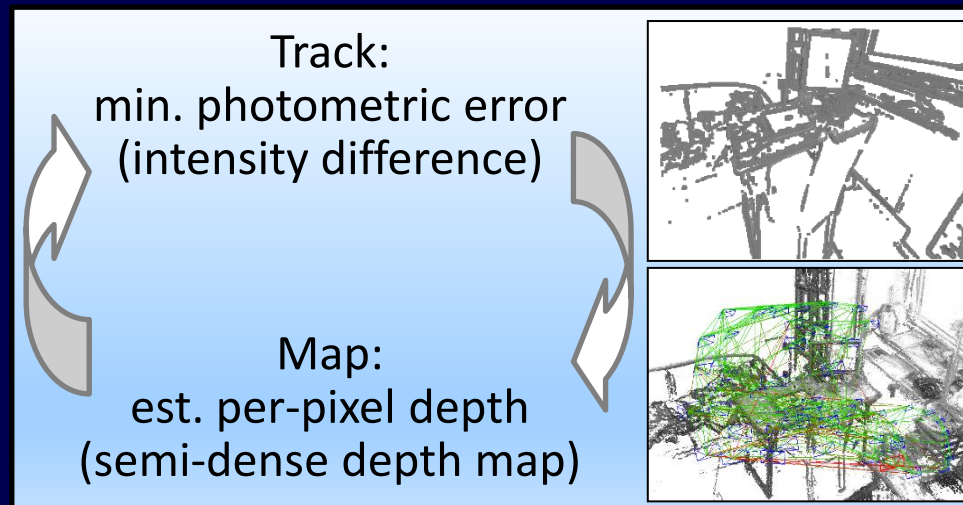 Track:
min. photometric error
(intensity difference)
Map:
est. per-pixel depth
(semi-dense depth map)